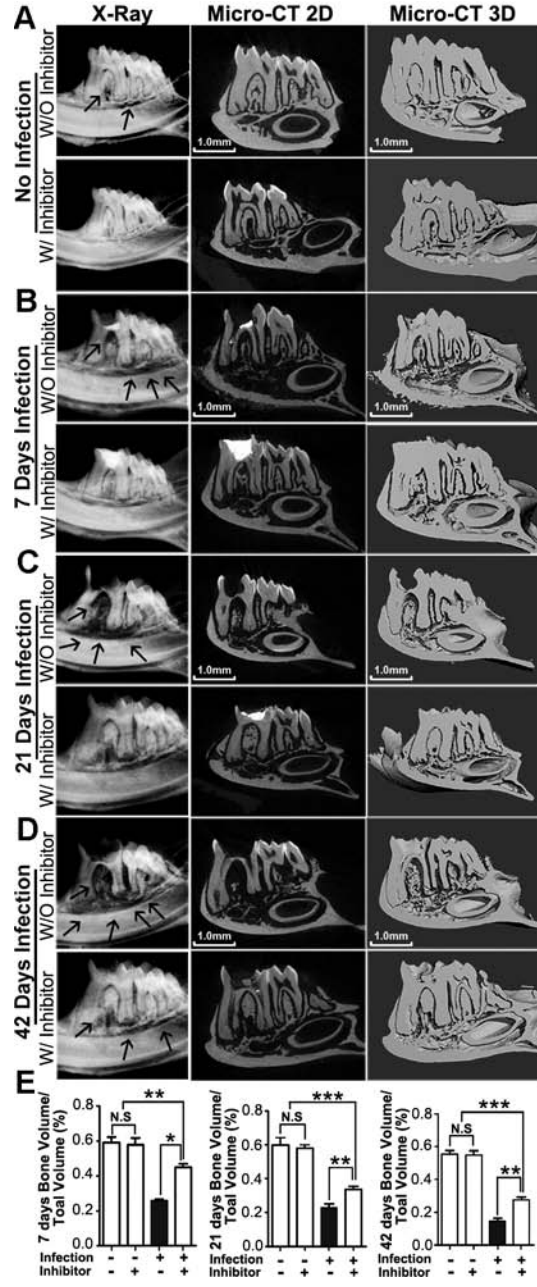 A
X-Ray
Micro-CT 2D
Micro-CT 3D
No Infection
W/O Inhibitor
1.0mm
1.0mm
W/ Inhibitor
B
7 Days Infection
W/O Inhibitor
1.0mm
1.0mm
W/ Inhibitor
C
21 Days Infection
W/O Inhibitor
1.0mm
1.0mm
W/ Inhibitor
D
42 Days Infection
W/O Inhibitor
1.0mm
1.0mm
W/ Inhibitor
E
7 days Bone Volume/
Toal Volume (%)
0.8
0.6
0.4
0.2
0.0
N.S
**
*
21 days Bone Volume/
Toal Volume (%)
0.8
0.6
0.4
0.2
0.0
N.S
***
**
42 days Bone Volume/
Toal Volume (%)
0.8
0.6
0.4
0.2
0.0
N.S
***
**
Infection - - + + - - + + - - + +
Inhibitor - + - + - + - + - + - +